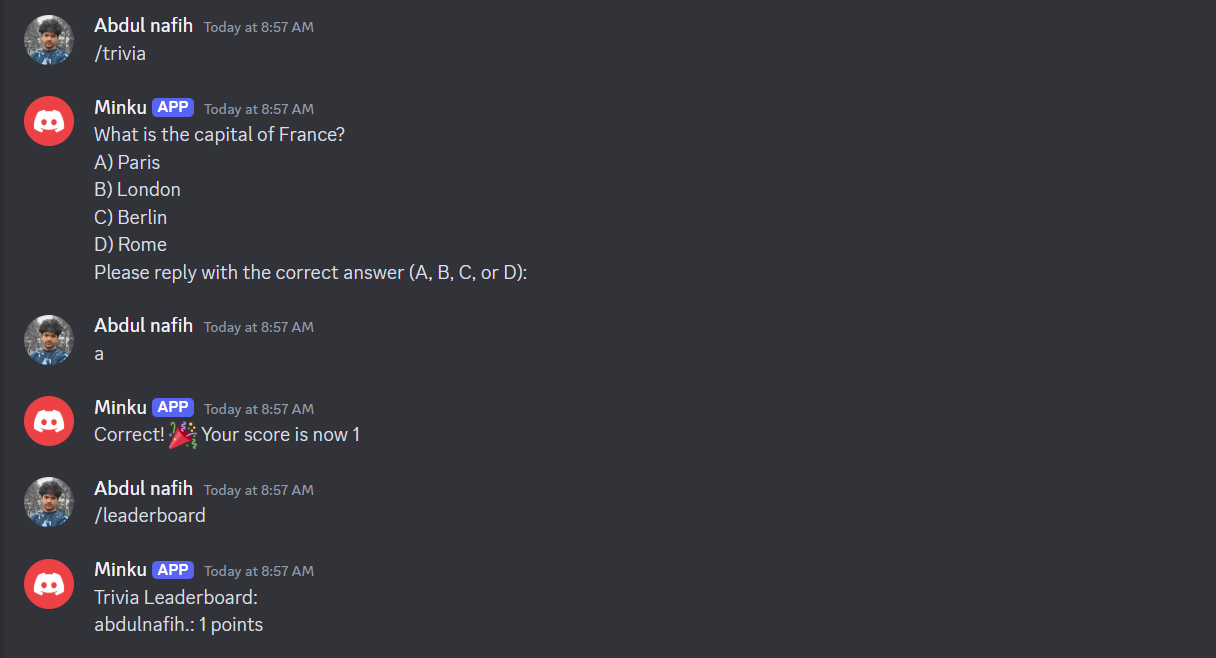 Abdul nafih Today at 8:57 AM
/trivia
Minku APP Today at 8:57 AM
What is the capital of France?
A) Paris
B) London
C) Berlin
D) Rome
Please reply with the correct answer (A, B, C, or D):
Abdul nafih Today at 8:57 AM
a
Minku APP Today at 8:57 AM
Correct! 🎉 Your score is now 1
Abdul nafih Today at 8:57 AM
/leaderboard
Minku APP Today at 8:57 AM
Trivia Leaderboard:
abdulnafih.: 1 points